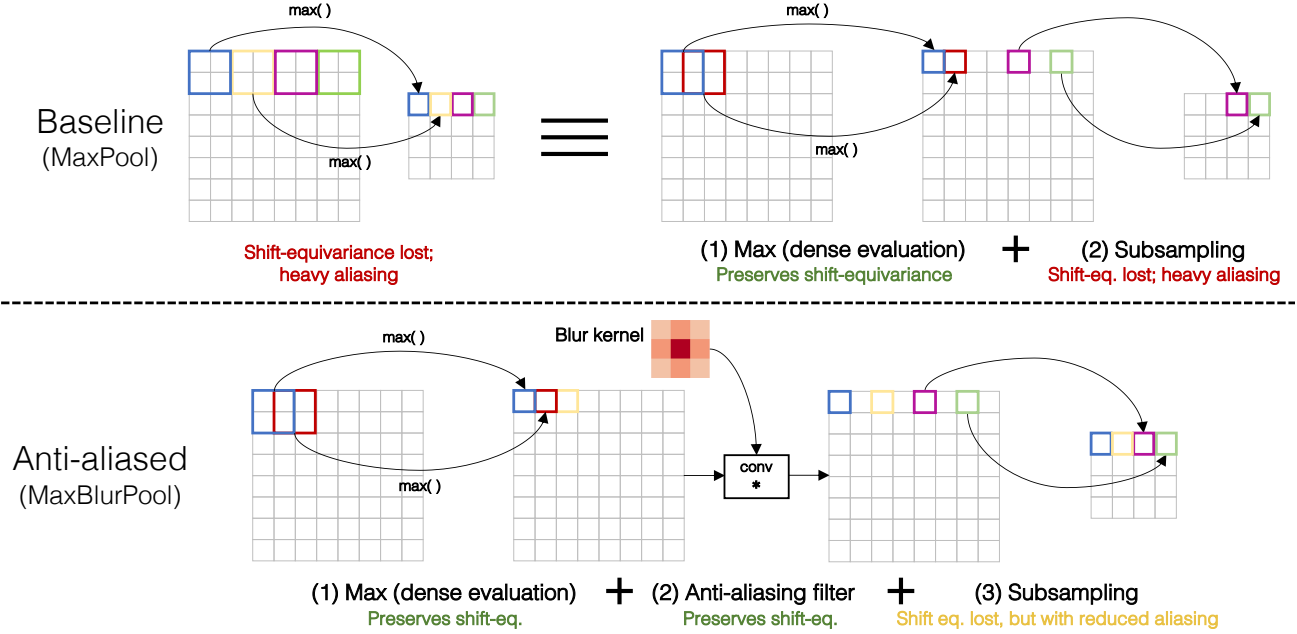 max( )
max( )
Baseline
(MaxPool)
max( )
max( )
Shift-equivariance lost;
heavy aliasing
(1) Max (dense evaluation) + (2) Subsampling
Preserves shift-equivariance
Shift-eq. lost; heavy aliasing
Blur kernel
max( )
Anti-aliased
(MaxBlurPool)
max( )
conv
*
(1) Max (dense evaluation) + (2) Anti-aliasing filter + (3) Subsampling
Preserves shift-eq.
Preserves shift-eq.
Shift eq. lost, but with reduced aliasing